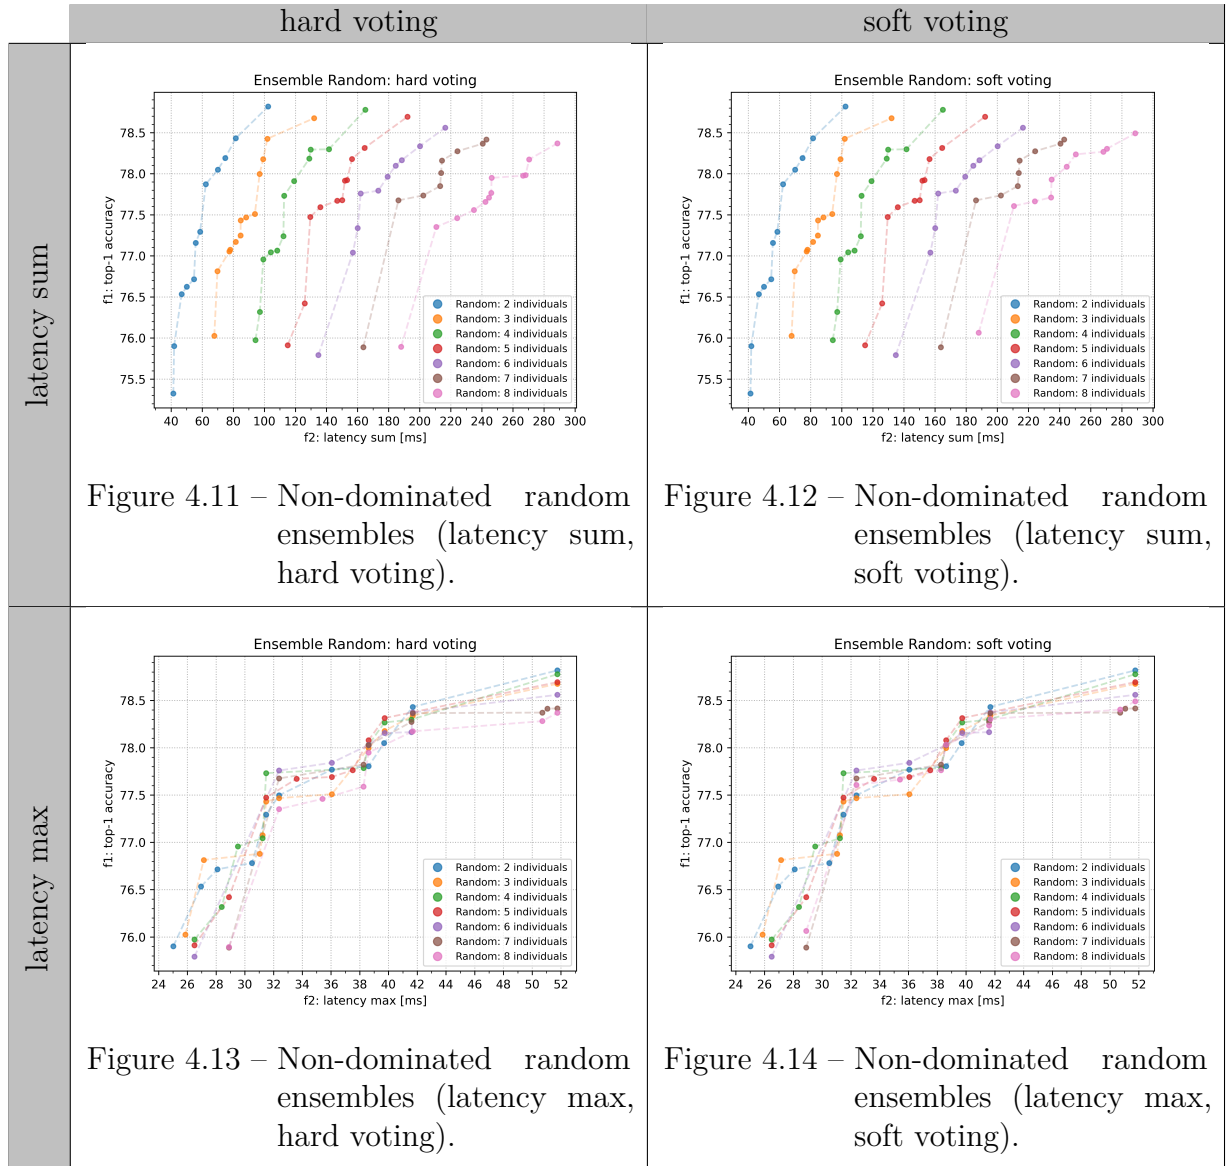 hard voting
soft voting
latency sum
Ensemble Random: hard voting
f1: top-1 accuracy
78.5
78.0
77.5
77.0
76.5
76.0
75.5
Random: 2 individuals
Random: 3 individuals
Random: 4 individuals
Random: 5 individuals
Random: 6 individuals
Random: 7 individuals
Random: 8 individuals
40 60 80 100 120 140 160 180 200 220 240 260 280 300
f2: latency sum [ms]
Figure 4.11 – Non-dominated random
ensembles (latency sum,
hard voting).
Ensemble Random: soft voting
f1: top-1 accuracy
78.5
78.0
77.5
77.0
76.5
76.0
75.5
Random: 2 individuals
Random: 3 individuals
Random: 4 individuals
Random: 5 individuals
Random: 6 individuals
Random: 7 individuals
Random: 8 individuals
40 60 80 100 120 140 160 180 200 220 240 260 280 300
f2: latency sum [ms]
Figure 4.12 – Non-dominated random
ensembles (latency sum,
soft voting).
latency max
Ensemble Random: hard voting
f1: top-1 accuracy
78.5
78.0
77.5
77.0
76.5
76.0
Random: 2 individuals
Random: 3 individuals
Random: 4 individuals
Random: 5 individuals
Random: 6 individuals
Random: 7 individuals
Random: 8 individuals
24 26 28 30 32 34 36 38 40 42 44 46 48 50 52
f2: latency max [ms]
Figure 4.13 – Non-dominated random
ensembles (latency max,
hard voting).
Ensemble Random: soft voting
f1: top-1 accuracy
78.5
78.0
77.5
77.0
76.5
76.0
Random: 2 individuals
Random: 3 individuals
Random: 4 individuals
Random: 5 individuals
Random: 6 individuals
Random: 7 individuals
Random: 8 individuals
24 26 28 30 32 34 36 38 40 42 44 46 48 50 52
f2: latency max [ms]
Figure 4.14 – Non-dominated random
ensembles (latency max,
soft voting).